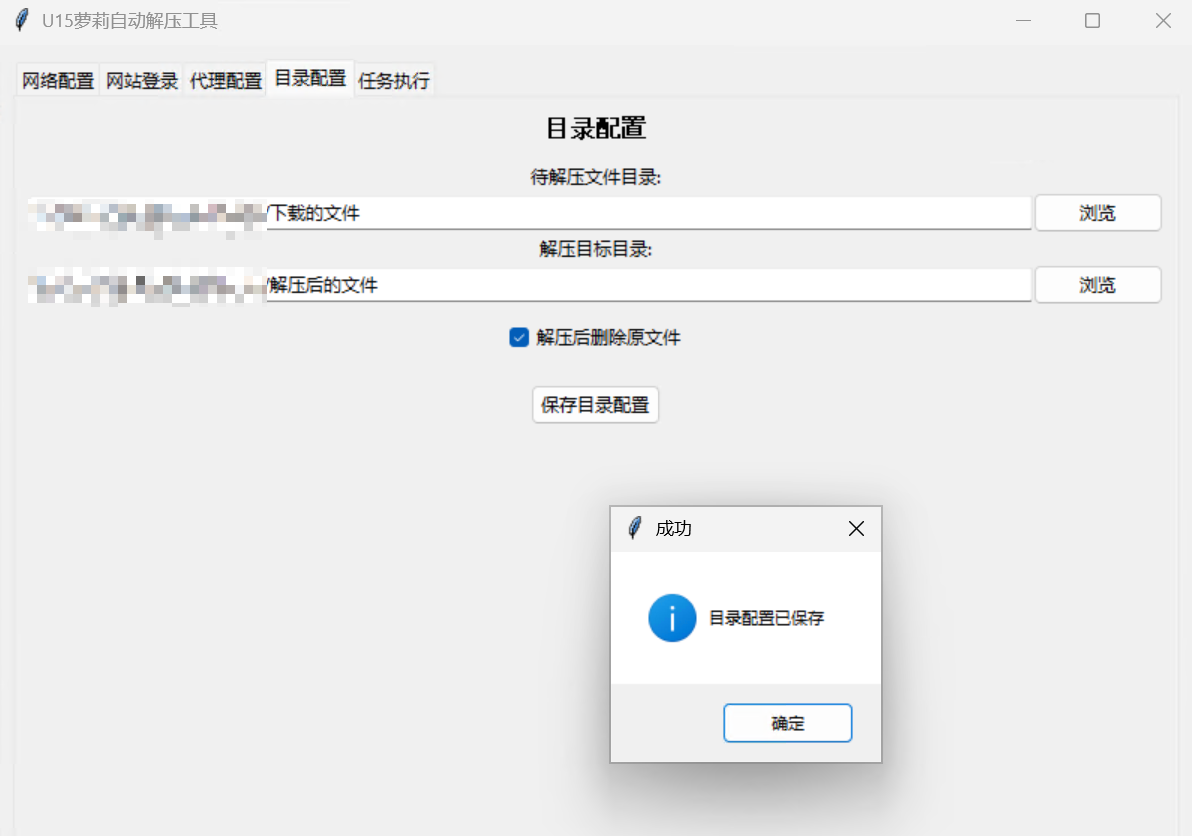 U15萝莉自动解压工具
网络配置 网站登录 代理配置 目录配置 任务执行
目录配置
待解压文件目录:
/下载的文件 浏览
解压目标目录:
/解压后的文件 浏览
解压后删除原文件
保存目录配置
成功
目录配置已保存
确定